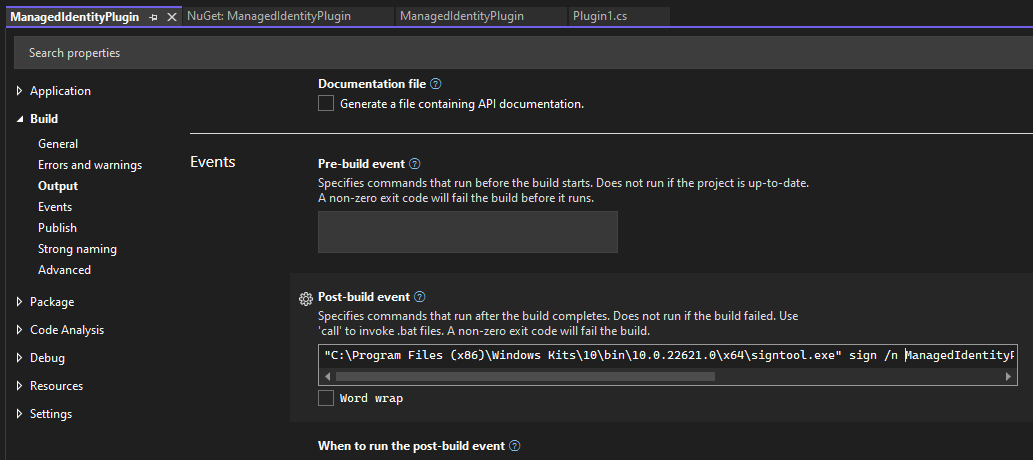 ManagedIdentityPlugin
NuGet: ManagedIdentityPlugin
ManagedIdentityPlugin
Plugin1.cs
Search properties
Application
Build
General
Errors and warnings
Output
Events
Publish
Strong naming
Advanced
Package
Code Analysis
Debug
Resources
Settings
Documentation file
Generate a file containing API documentation.
Events
Pre-build event
Specifies commands that run before the build starts. Does not run if the project is up-to-date.
A non-zero exit code will fail the build before it runs.
Post-build event
Specifies commands that run after the build completes. Does not run if the build failed. Use
'call' to invoke .bat files. A non-zero exit code will fail the build.
"C:\Program Files (x86)\Windows Kits\10\bin\10.0.22621.0\x64\signtool.exe" sign /n ManagedIdentityP
Word wrap
When to run the post-build event